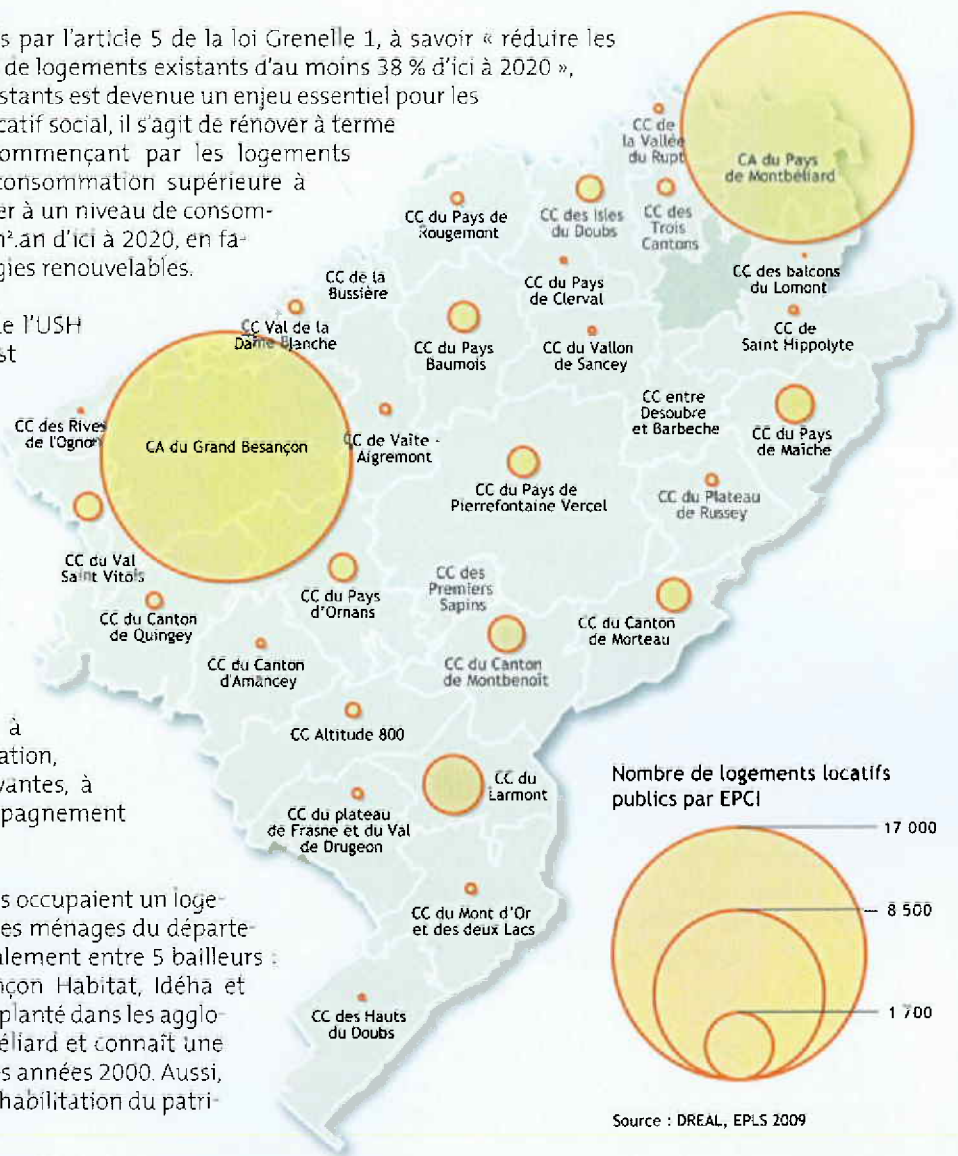 s par l'article 5 de la loi Grenelle 1, à savoir « réduire les
de logements existants d'au moins 38 % d'ici à 2020 »,
stants est devenue un enjeu essentiel pour les
catif social, il s'agit de rénover à terme
ommençant par les logements
consommation supérieure à
er à un niveau de consom-
n².an d'ici à 2020, en fa-
gies renouvelables.
e l'USH
st
à
ation,
vantes, à
pagnement
s occupaient un loge-
es ménages du départe-
alement entre 5 bailleurs :
nçon Habitat, Idéha et
planté dans les agglo-
éliard et connaît une
s années 2000. Aussi,
habilitation du patri-
CC de
la Vallée
du Rupt
CA du Pays
de Montbéliard
CC du Pays de
Rougemont
CC des Isles
du Doubs
CC des
Trois
Cantons
CC des balcons
du Lomont
CC de la
Bussière
CC du Pays
de Clerval
CC Val de la
Dame Blanche
CC du Pays
Baumois
CC du Vallon
de Sancey
CC de
Saint Hippolyte
CC des Rives
de l'Ognon
CA du Grand Besançon
CC de Vaîte -
Aigremont
CC entre
Desoubre
et Barbeche
CC du Pays
de Maîche
CC du Pays de
Pierrefontaine Vercel
CC du Plateau
de Russey
CC du Val
Saint Vitois
CC du Canton
de Quingey
CC du Pays
d'Ornans
CC des
Premiers
Sapins
CC du Canton
de Morteau
CC du Canton
d'Amancey
CC du Canton
de Montbenoit
CC Altitude 800
CC du
Larmont
CC du plateau
de Frasne et du Val
de Drugeon
CC du Mont d'Or
et des deux Lacs
CC des Hauts
du Doubs
Nombre de logements locatifs
publics par EPCI
17 000
8 500
1 700
Source : DREAL, EPLS 2009